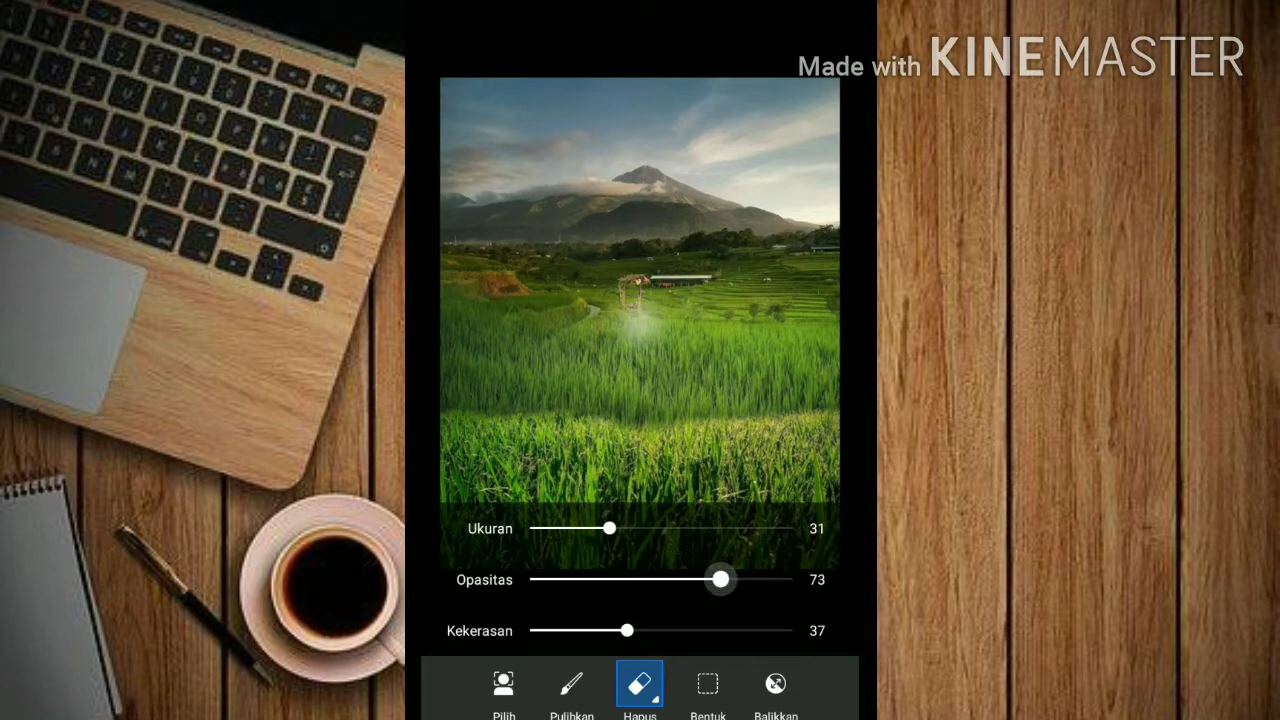 Made with KINEMASTER
Ukuran 31
Opasitas 73
Kekerasan 37
Pilih Pulihkan Hapus Bentuk Balikkan